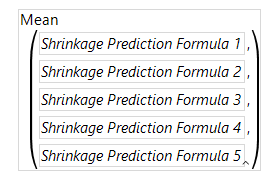 Mean
Shrinkage Prediction Formula 1 ,
Shrinkage Prediction Formula 2 ,
Shrinkage Prediction Formula 3 ,
Shrinkage Prediction Formula 4 ,
Shrinkage Prediction Formula 5